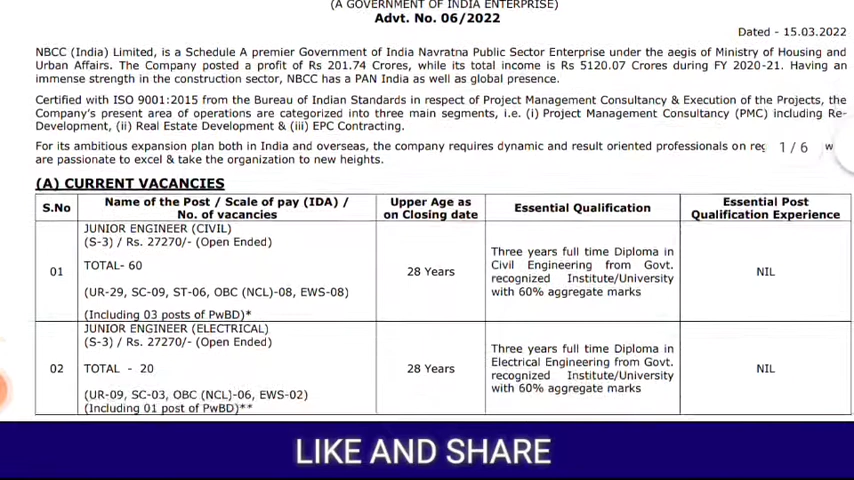 (A GOVERNMENT OF INDIA ENTERPRISE)
Advt. No. 06/2022
Dated - 15.03.2022
NBCC (India) Limited, is a Schedule A premier Government of India Navratna Public Sector Enterprise under the aegis of Ministry of Housing and
Urban Affairs. The Company posted a profit of Rs 201.74 Crores, while its total income is Rs 5120.07 Crores during FY 2020-21. Having an
immense strength in the construction sector, NBCC has a PAN India as well as global presence.
Certified with ISO 9001:2015 from the Bureau of Indian Standards in respect of Project Management Consultancy & Execution of the Projects, the
Company's present area of operations are categorized into three main segments, i.e. (i) Project Management Consultancy (PMC) including Re-
Development, (ii) Real Estate Development & (iii) EPC Contracting.
For its ambitious expansion plan both in India and overseas, the company requires dynamic and result oriented professionals on
1/6
are passionate to excel & take the organization to new heights.
(A) CURRENT VACANCIES
S.No
Name of the Post / Scale of pay (IDA) /
No. of vacancies
Upper Age as
on Closing date
Essential Qualification
Essential Post
Qualification Experience
01
JUNIOR ENGINEER (CIVIL)
(S-3) / Rs. 27270/- (Open Ended)
TOTAL- 60
(UR-29, SC-09, ST-06, OBC (NCL)-08, EWS-08)
(Including 03 posts of PwBD)*
28 Years
Three years full time Diploma in
Civil Engineering from Govt.
recognized Institute/University
with 60% aggregate marks
NIL
02
JUNIOR ENGINEER (ELECTRICAL)
(S-3) / Rs. 27270/- (Open Ended)
TOTAL - 20
(UR-09, SC-03, OBC (NCL)-06, EWS-02)
(Including 01 post of PwBD)**
28 Years
Three years full time Diploma in
Electrical Engineering from Govt.
recognized Institute/University
with 60% aggregate marks
NIL
LIKE AND SHARE